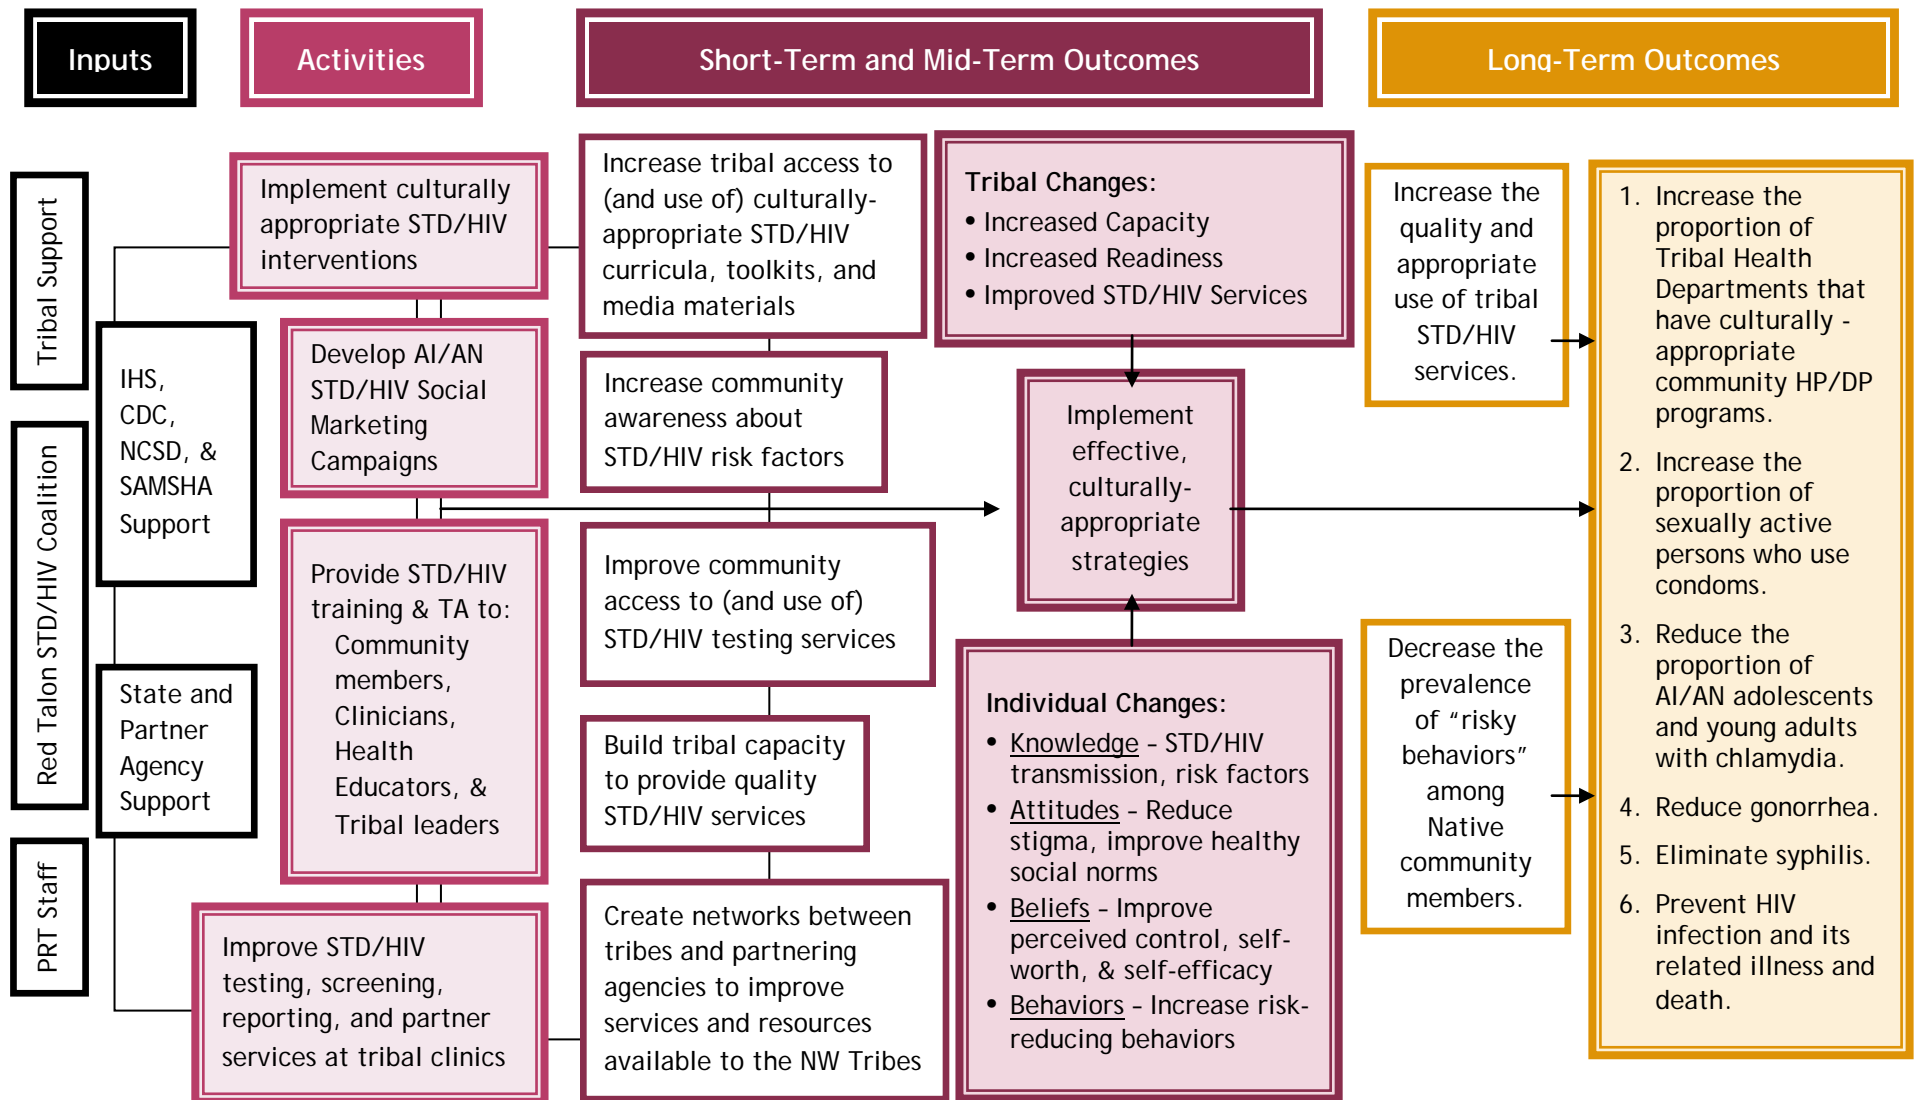 Inputs
Activities
Short-Term and Mid-Term Outcomes
Long-Term Outcomes
Tribal Support
Red Talon STD/HIV Coalition
PRT Staff
IHS,
CDC,
NCSD, &
SAMSHA
Support
State and
Partner
Agency
Support
Implement culturally
appropriate STD/HIV
interventions
Develop AI/AN
STD/HIV Social
Marketing
Campaigns
Provide STD/HIV
training & TA to:
Community
members,
Clinicians,
Health
Educators, &
Tribal leaders
Improve STD/HIV
testing, screening,
reporting, and partner
services at tribal clinics
Increase tribal access to
(and use of) culturally-
appropriate STD/HIV
curricula, toolkits, and
media materials
Increase community
awareness about
STD/HIV risk factors
Improve community
access to (and use of)
STD/HIV testing services
Build tribal capacity
to provide quality
STD/HIV services
Create networks between
tribes and partnering
agencies to improve
services and resources
available to the NW Tribes
Tribal Changes:
• Increased Capacity
• Increased Readiness
• Improved STD/HIV Services
Implement
effective,
culturally-
appropriate
strategies
Individual Changes:
• Knowledge – STD/HIV
transmission, risk factors
• Attitudes – Reduce
stigma, improve healthy
social norms
• Beliefs – Improve
perceived control, self-
worth, & self-efficacy
• Behaviors – Increase risk-
reducing behaviors
Increase the
quality and
appropriate
use of tribal
STD/HIV
services.
Decrease the
prevalence
of “risky
behaviors”
among
Native
community
members.
1. Increase the
proportion of
Tribal Health
Departments that
have culturally -
appropriate
community HP/DP
programs.
2. Increase the
proportion of
sexually active
persons who use
condoms.
3. Reduce the
proportion of
AI/AN adolescents
and young adults
with chlamydia.
4. Reduce gonorrhea.
5. Eliminate syphilis.
6. Prevent HIV
infection and its
related illness and
death.